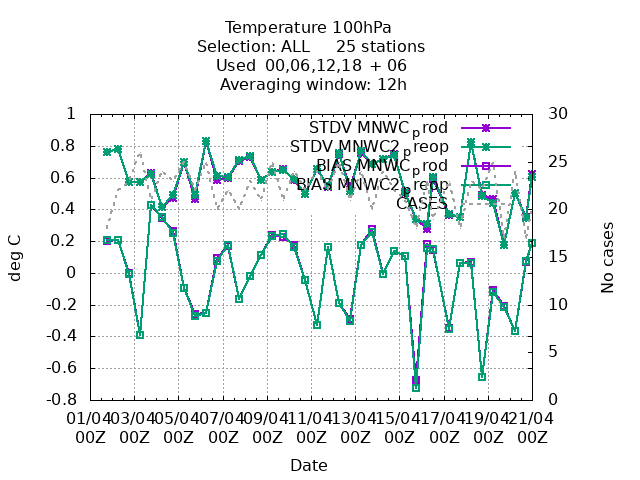 Temperature 100hPa
Selection: ALL 25 stations
Used 00,06,12,18 + 06
Averaging window: 12h
STDV MNWC_prod
STDV MNWC2_preop
BIAS MNWC_prod
BIAS MNWC2_preop
CASES
deg C
No cases
1
0.8
0.6
0.4
0.2
0
-0.2
-0.4
-0.6
-0.8
30
25
20
15
10
5
0
01/04 03/04 05/04 07/04 09/04 11/04 13/04 15/04 17/04 19/04 21/04
00Z 00Z 00Z 00Z 00Z 00Z 00Z 00Z 00Z 00Z 00Z
Date